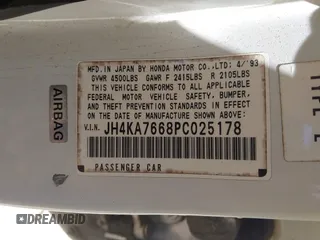 MFD. IN JAPAN BY HONDA MOTOR CO.,LTD. 4/'93
GVWR 4500LBS GAWR F 2415LBS R 2105LBS
THIS VEHICLE CONFORMS TO ALL APPLICABLE
FEDERAL MOTOR VEHICLE SAFETY, BUMPER,
AND THEFT PREVENTION STANDARDS IN EFFECT
ON THE DATE OF MANUFACTURE SHOWN ABOVE.
V.I.N. JH4KA7668PC025178
PASSENGER CAR
AIRBAG
DREAMBID